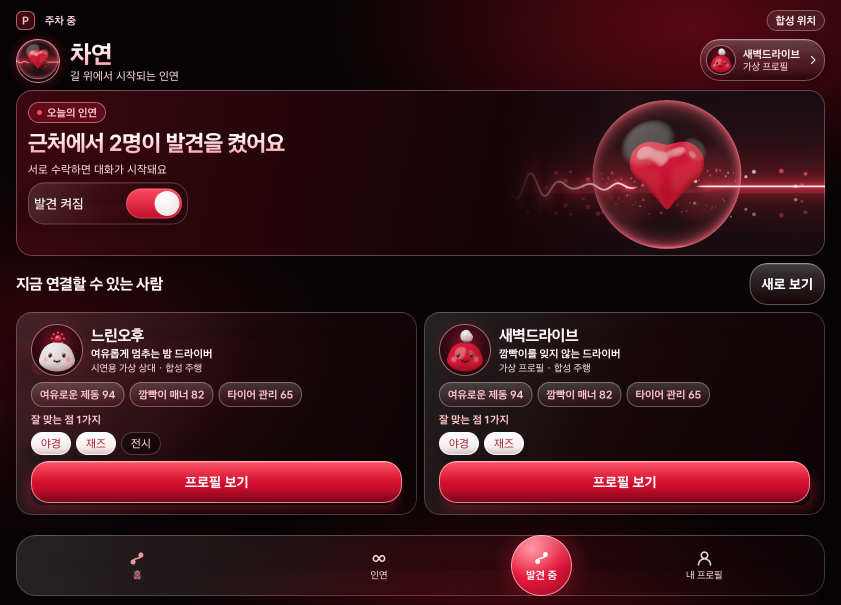 P 주차 중
합성 위치
차연
길 위에서 시작되는 인연
새벽드라이브
가상 프로필
오늘의 인연
근처에서 2명이 발견을 켰어요
서로 수락하면 대화가 시작돼요
발견 켜짐
지금 연결할 수 있는 사람
새로 보기
느린오후
여유롭게 멈추는 밤 드라이버
시연용 가상 상대 · 합성 주행
여유로운 제동 94 깜빡이 매너 82 타이어 관리 65
잘 맞는 점 1가지
야경 재즈 전시
프로필 보기
새벽드라이브
깜빡이를 잊지 않는 드라이버
가상 프로필 · 합성 주행
여유로운 제동 94 깜빡이 매너 82 타이어 관리 65
잘 맞는 점 1가지
야경 재즈
프로필 보기
홈 인연 발견 중 내 프로필